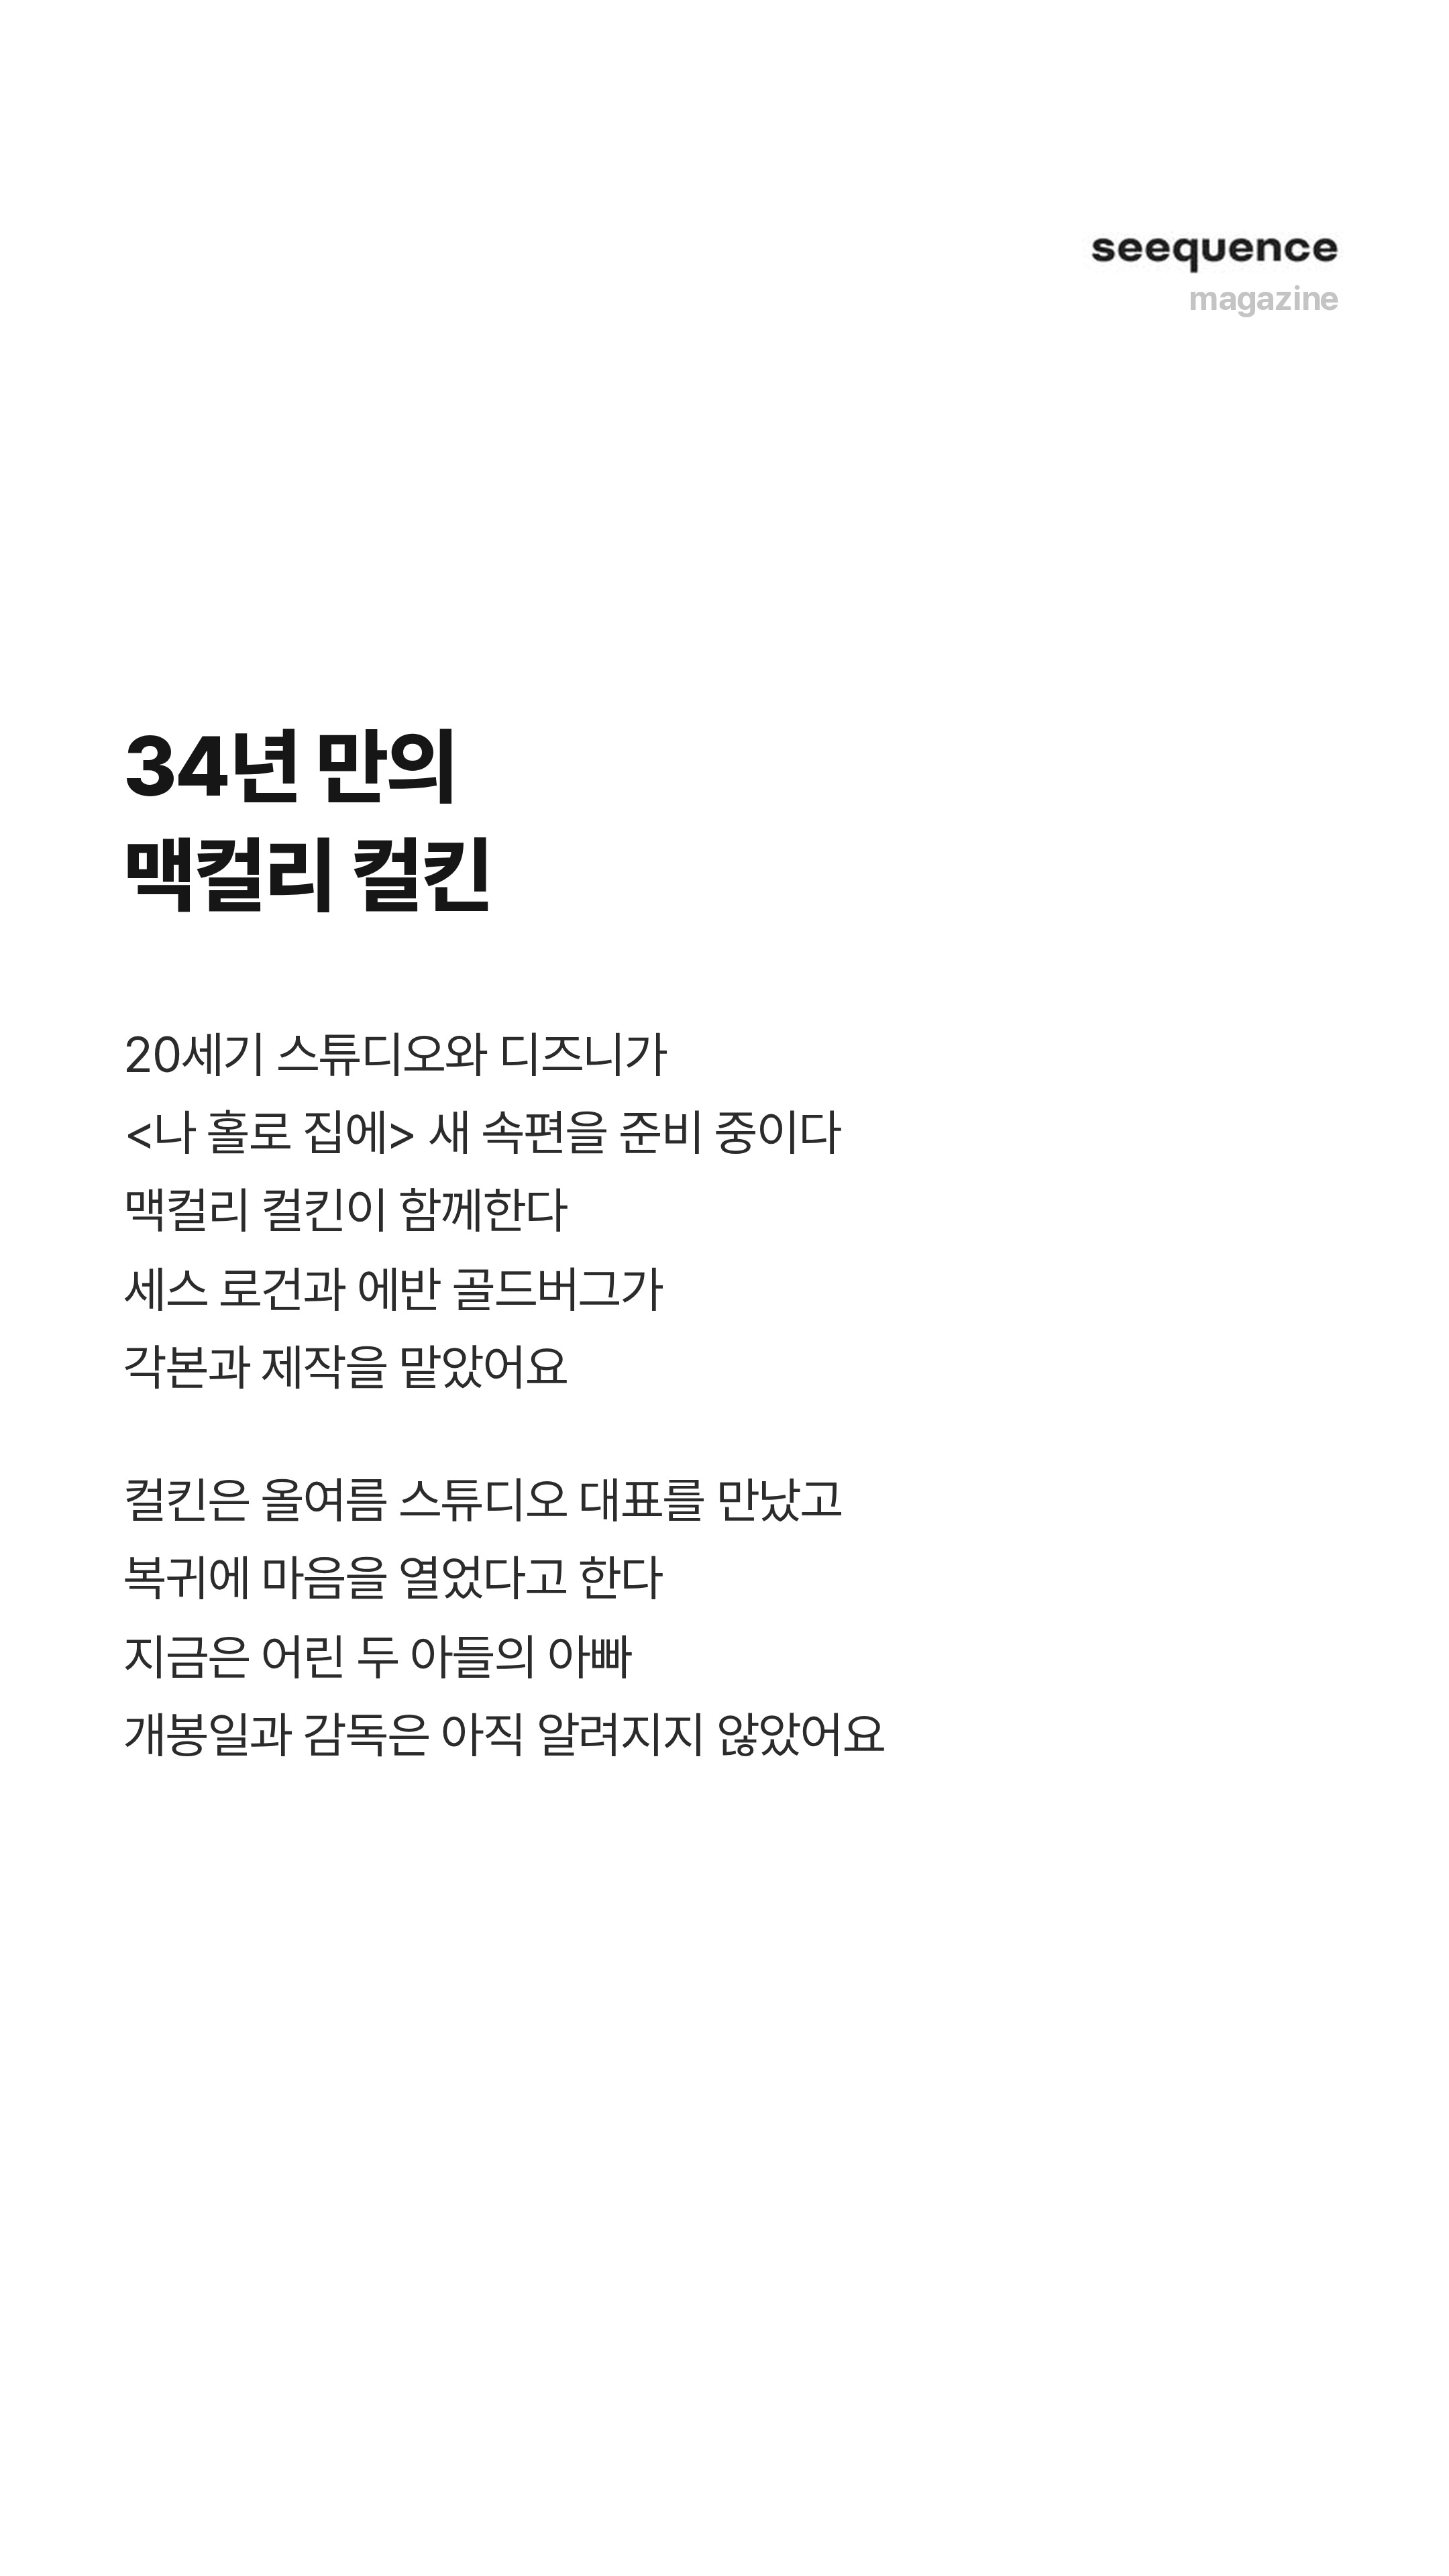 seequence
magazine
34년 만의
맥컬리 컬킨
20세기 스튜디오와 디즈니가
<나 홀로 집에> 새 속편을 준비 중이다
맥컬리 컬킨이 함께한다
세스 로건과 에반 골드버그가
각본과 제작을 맡았어요
컬킨은 올여름 스튜디오 대표를 만났고
복귀에 마음을 열었다고 한다
지금은 어린 두 아들의 아빠
개봉일과 감독은 아직 알려지지 않았어요